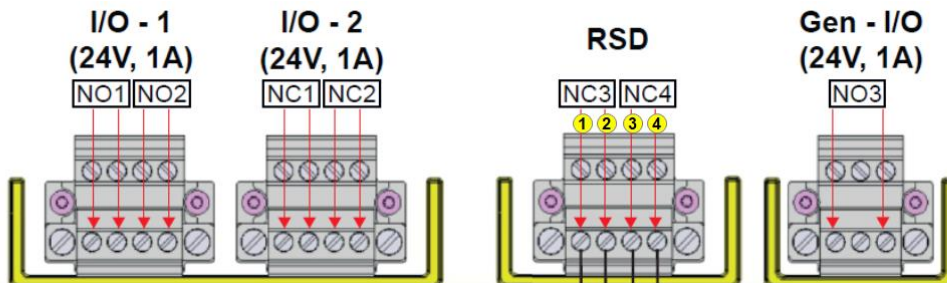 I/O - 1
(24V, 1A)
NO1 NO2
I/O - 2
(24V, 1A)
NC1 NC2
RSD
NC3 NC4
1 2 3 4
Gen - I/O
(24V, 1A)
NO3